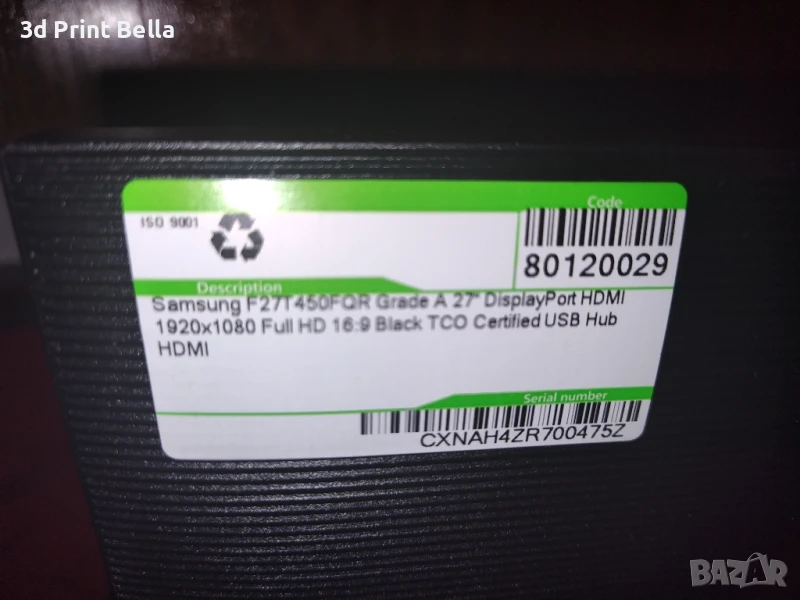 3d Print Bella
ISO 9001
Code
80120029
Description
Samsung F27T450FQR Grade A 27" DisplayPort HDMI
1920x1080 Full HD 16:9 Black TCO Certified USB Hub
HDMI
Serial number
CXNAH4ZR700475Z
BAZAR